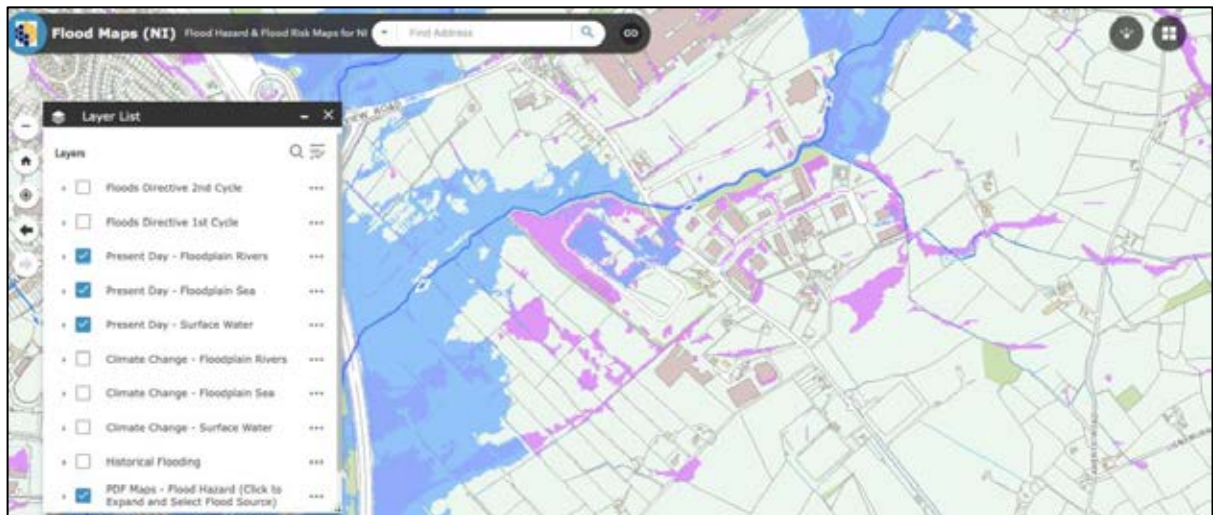 Flood Maps (NI) Flood Hazard & Flood Risk Maps for NI Find Address
Layer List
Layers
Floods Directive 2nd Cycle
Floods Directive 1st Cycle
Present Day - Floodplain Rivers
Present Day - Floodplain Sea
Present Day - Surface Water
Climate Change - Floodplain Rivers
Climate Change - Floodplain Sea
Climate Change - Surface Water
Historical Flooding
PDF Maps - Flood Hazard (Click to
Expand and Select Flood Source)
VIEW ROAD